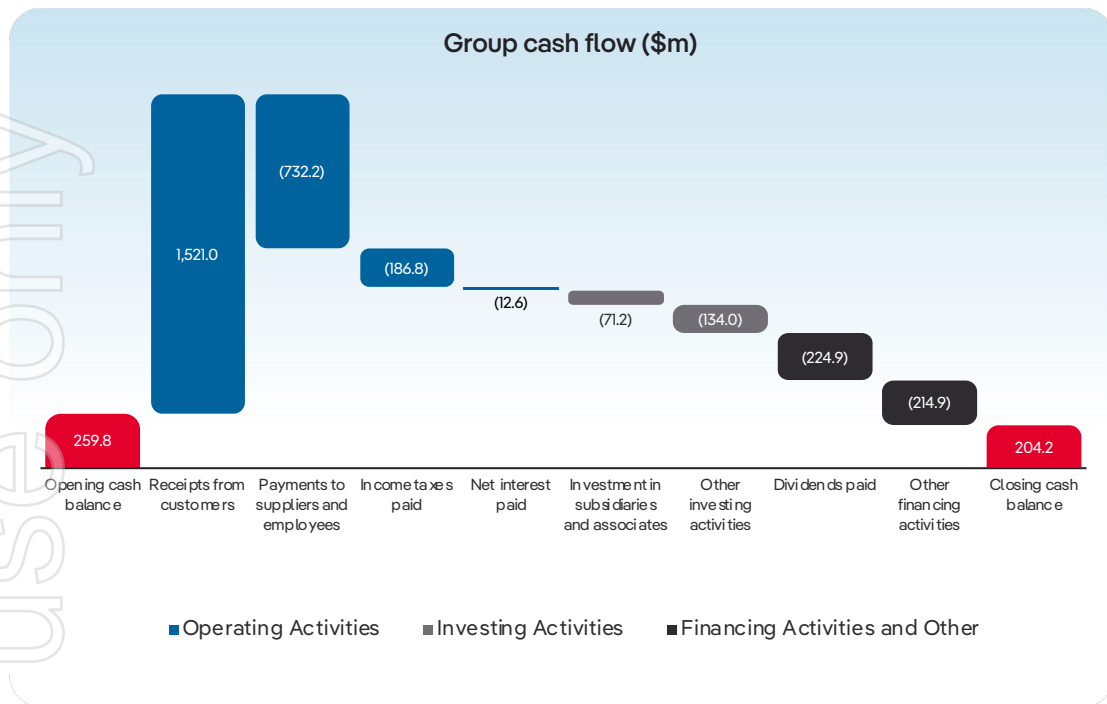 Group cash flow ($m)
(732.2)
1,521.0
(186.8)
(12.6)
(71.2)
(134.0)
(224.9)
(214.9)
259.8
204.2
Opening cash balance
Receipts from customers
Payments to suppliers and employees
Income taxes paid
Net interest paid
Investment in subsidiaries and associates
Other investing activities
Dividends paid
Other financing activities
Closing cash balance
Operating Activities
Investing Activities
Financing Activities and Other
use only